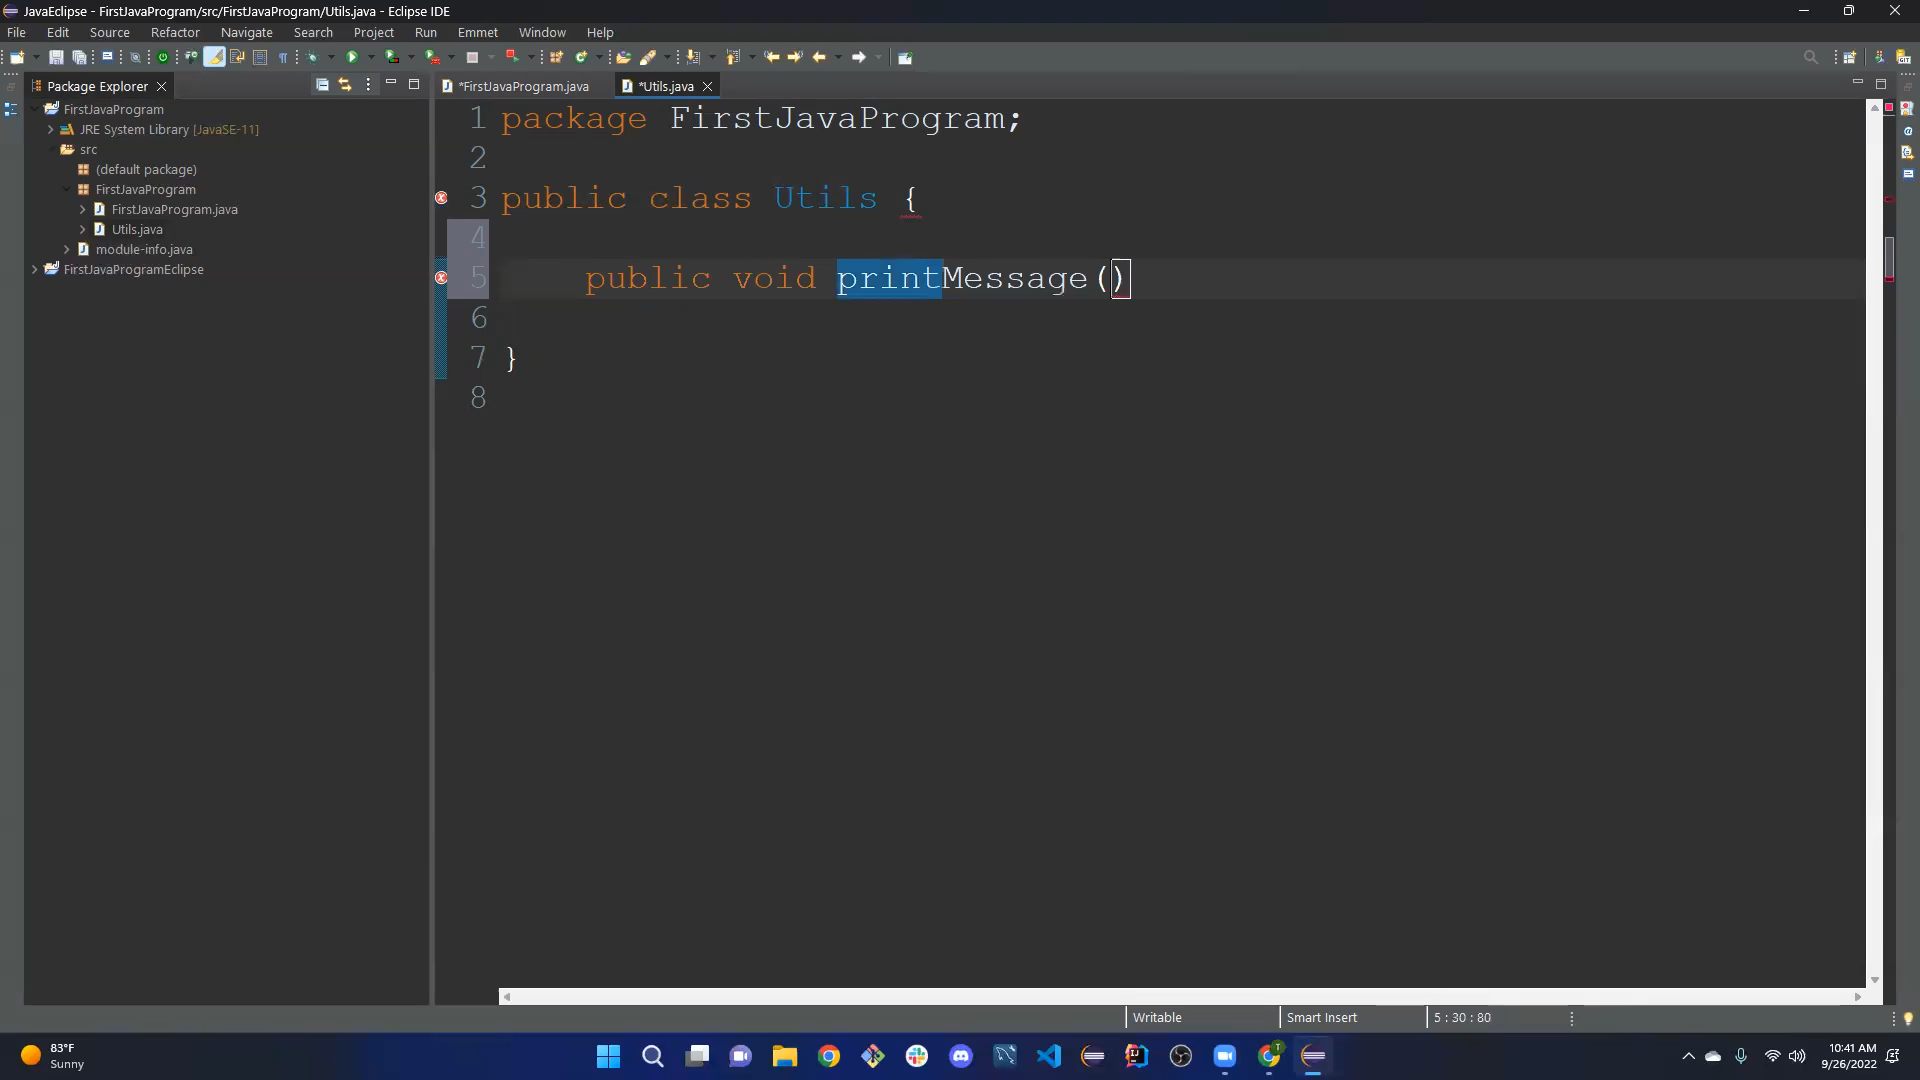 JavaEclipse - FirstJavaProgram/src/FirstJavaProgram/Utils.java - Eclipse IDE
File Edit Source Refactor Navigate Search Project Run Emmet Window Help
Package Explorer
*FirstJavaProgram.java
*Utils.java
FirstJavaProgram
JRE System Library [JavaSE-11]
src
(default package)
FirstJavaProgram
FirstJavaProgram.java
Utils.java
module-info.java
FirstJavaProgramEclipse
1 package FirstJavaProgram;
2
3 public class Utils {
4
5 public void printMessage()
6
7 }
8
Writable
Smart Insert
5 : 30 : 80
83°F
Sunny
10:41 AM
9/26/2022